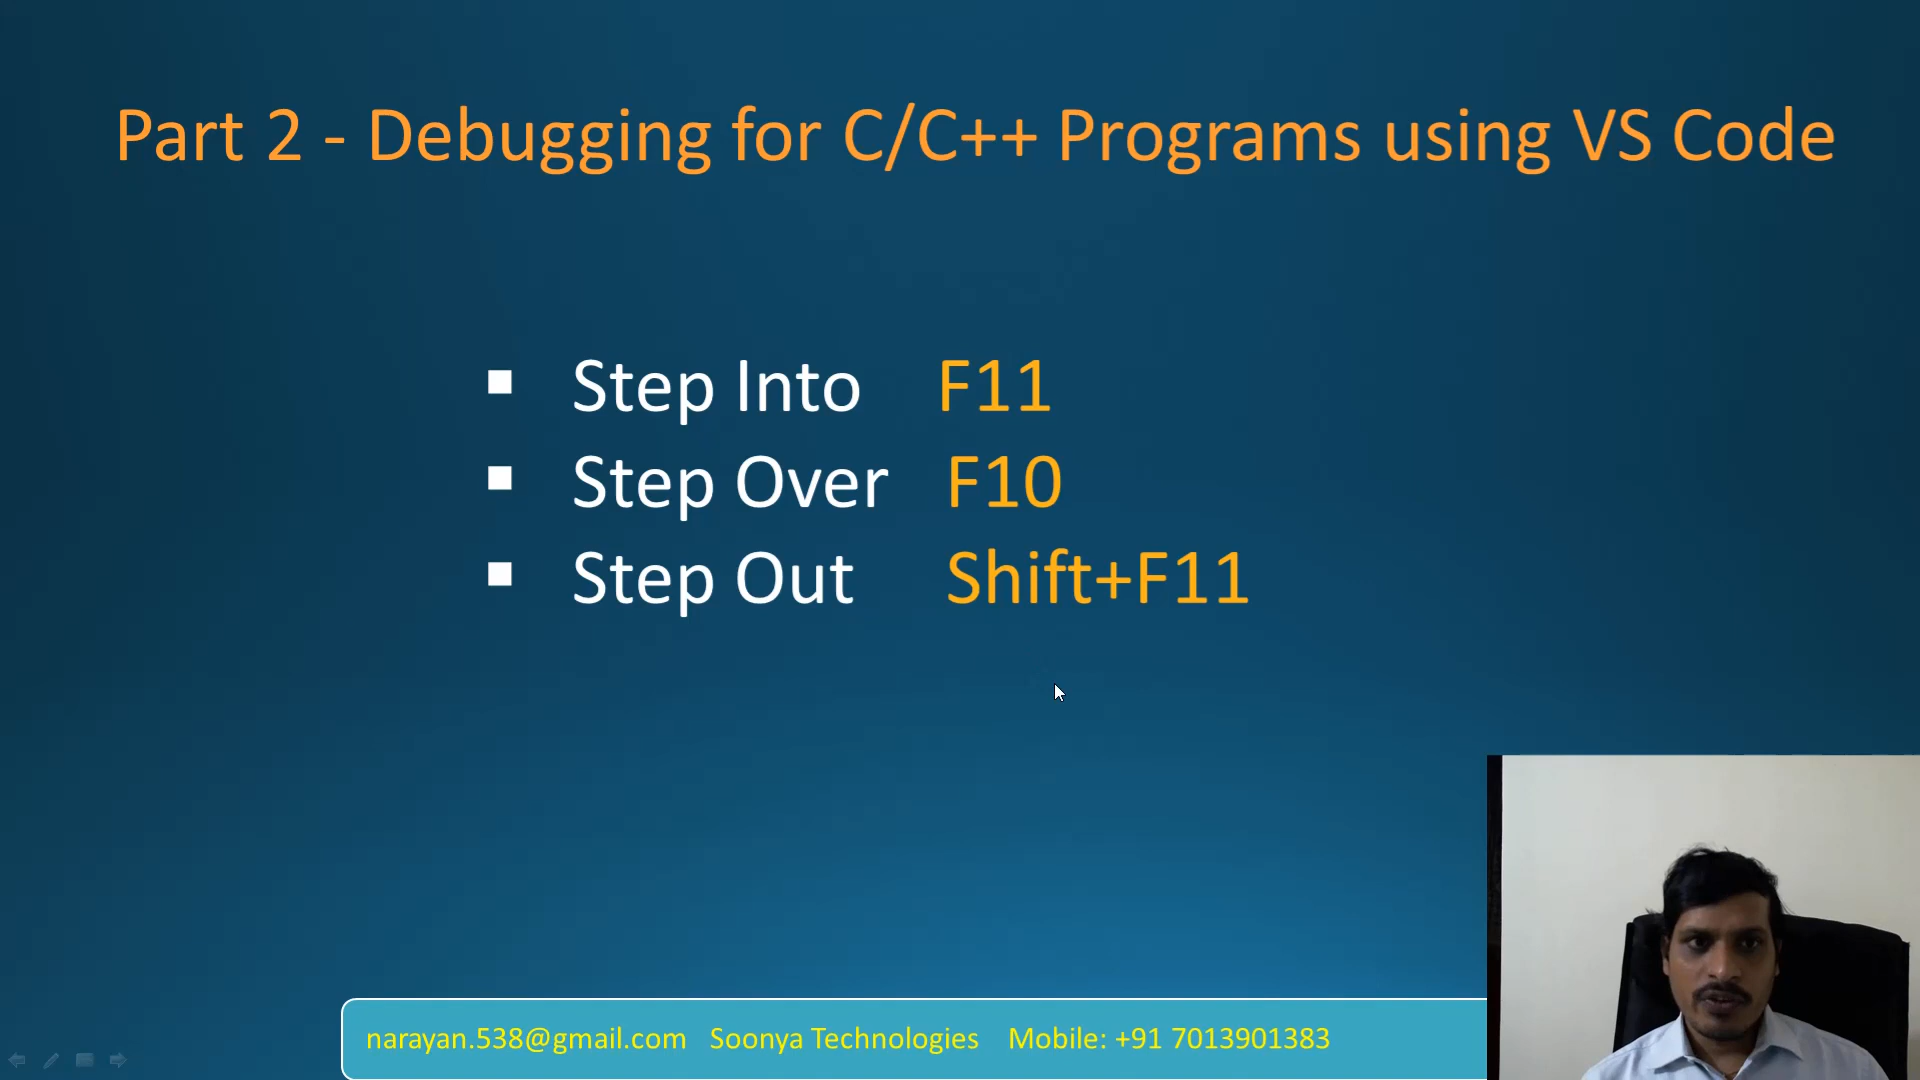 Part 2 - Debugging for C/C++ Programs using VS Code
Step Into F11
Step Over F10
Step Out Shift+F11
narayan.538@gmail.com Soonya Technologies Mobile: +91 7013901383